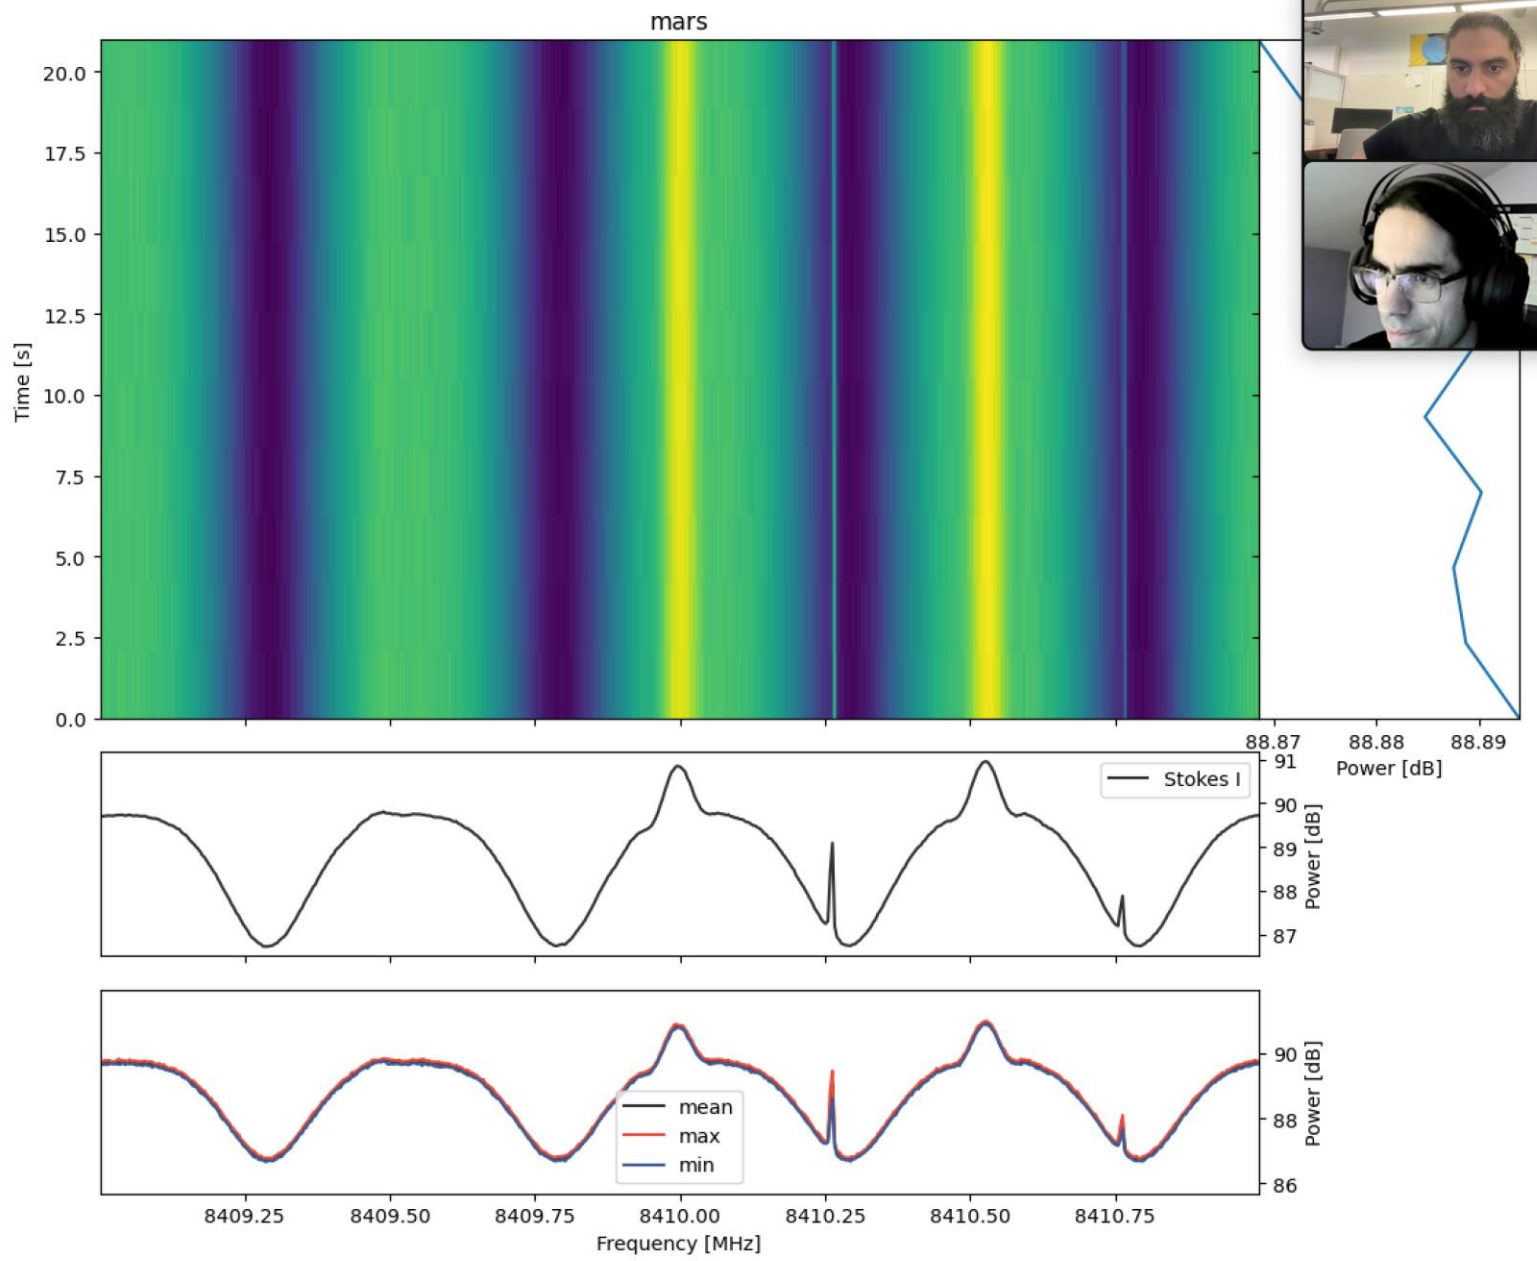 mars
Time [s]
20.0
17.5
15.0
12.5
10.0
7.5
5.0
2.5
0.0
88.87 88.88 88.89
Power [dB]
Stokes I
91
90
89
88
87
Power [dB]
mean
max
min
90
88
86
Power [dB]
8409.25 8409.50 8409.75 8410.00 8410.25 8410.50 8410.75
Frequency [MHz]